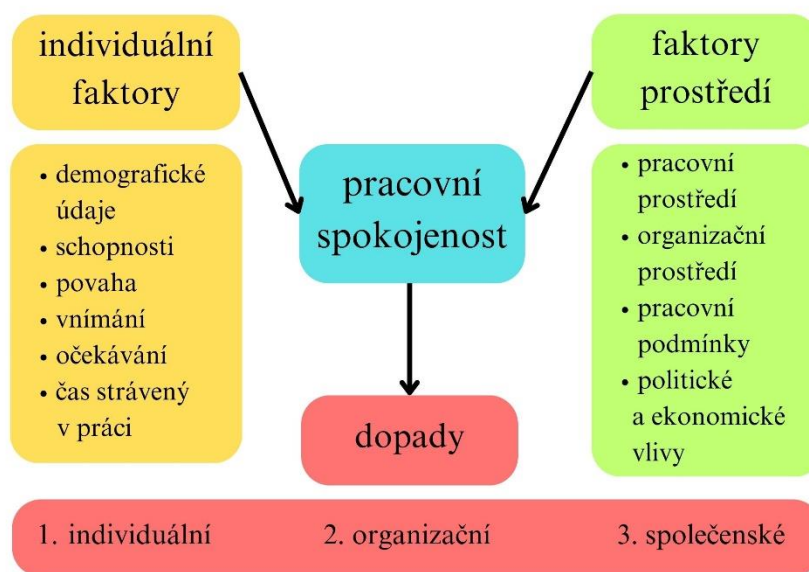 individuální
faktory
faktory
prostředí
• demografické
údaje
• schopnosti
• povaha
• vnímání
• očekávání
• čas strávený
v práci
pracovní
spokojenost
• pracovní
prostředí
• organizační
prostředí
• pracovní
podmínky
• politické
a ekonomické
vlivy
dopady
1. individuální
2. organizační
3. společenské